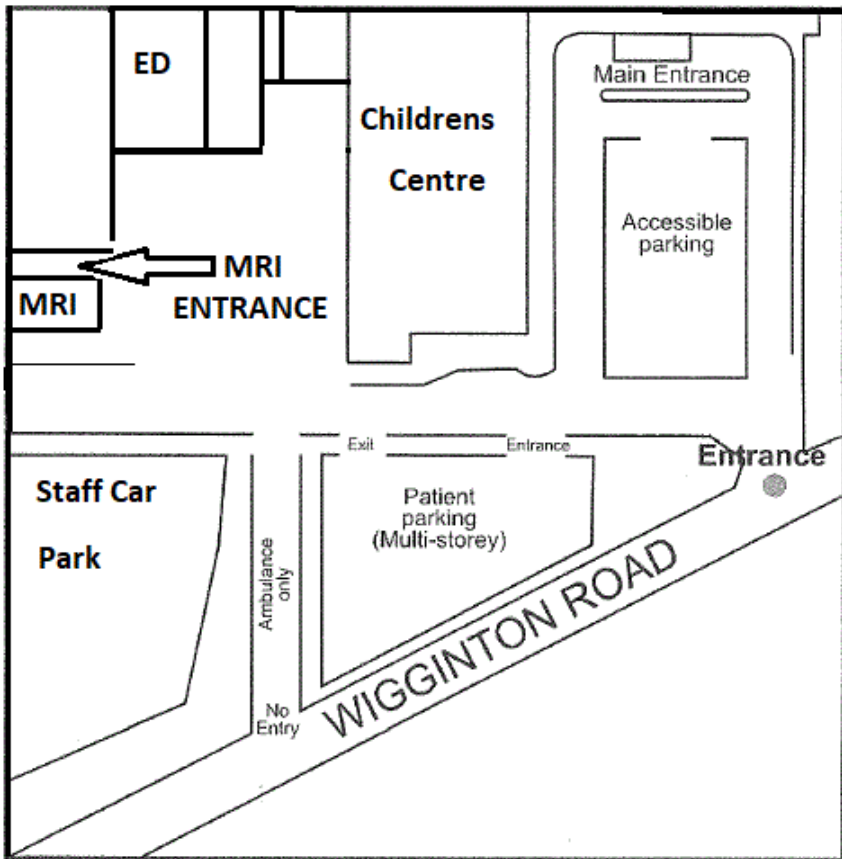 ED
Main Entrance
Childrens
Centre
Accessible
parking
MRI
ENTRANCE
MRI
Exit
Entrance
Entrance
Staff Car
Park
Patient
parking
(Multi-storey)
Ambulance
only
No
Entry
WIGGINTON ROAD